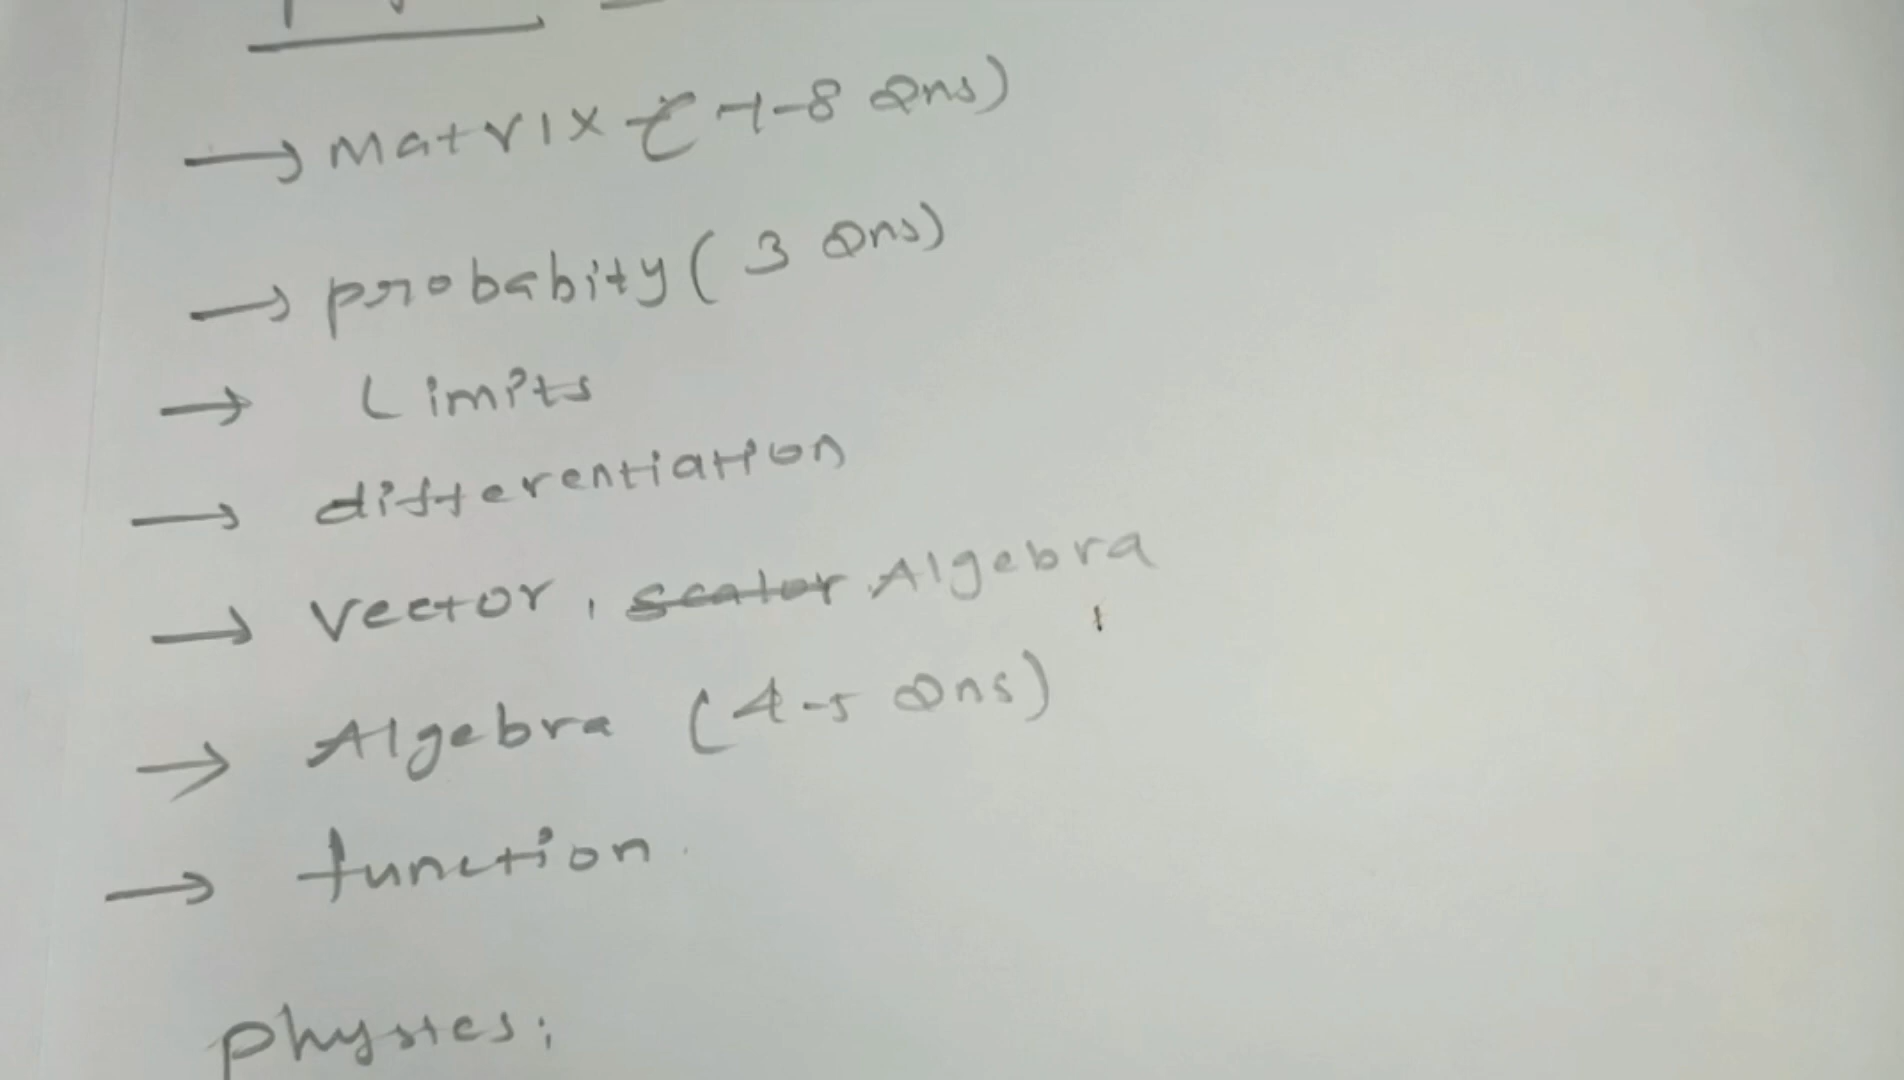 → Matrix (7-8 Qns)
→ probabity (3 Qns)
→ Limits
→ differentiation
→ Vector, scalar Algebra
→ Algebra (4-5 Qns)
→ function.
physics: